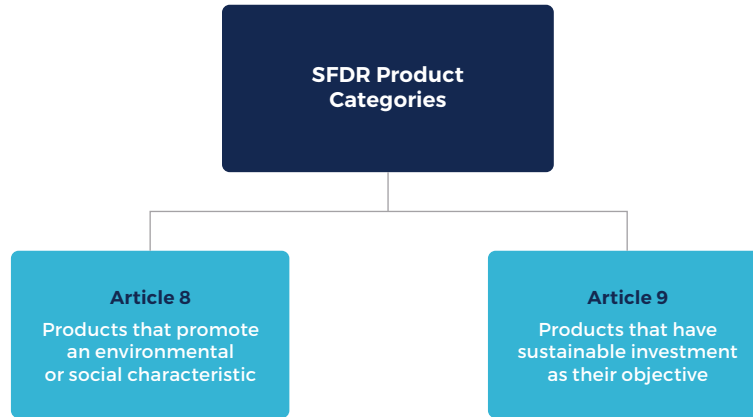 SFDR Product
Categories
Article 8
Products that promote
an environmental
or social characteristic
Article 9
Products that have
sustainable investment
as their objective